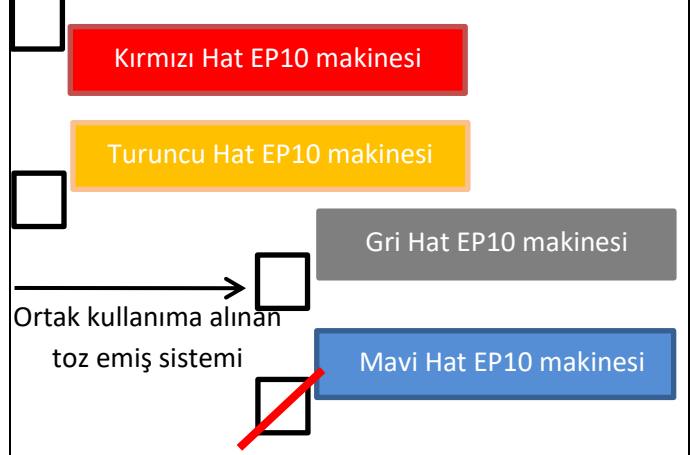 Kırmızı Hat EP10 makinesi
Turuncu Hat EP10 makinesi
Gri Hat EP10 makinesi
Ortak kullanıma alınan
toz emiş sistemi
Mavi Hat EP10 makinesi